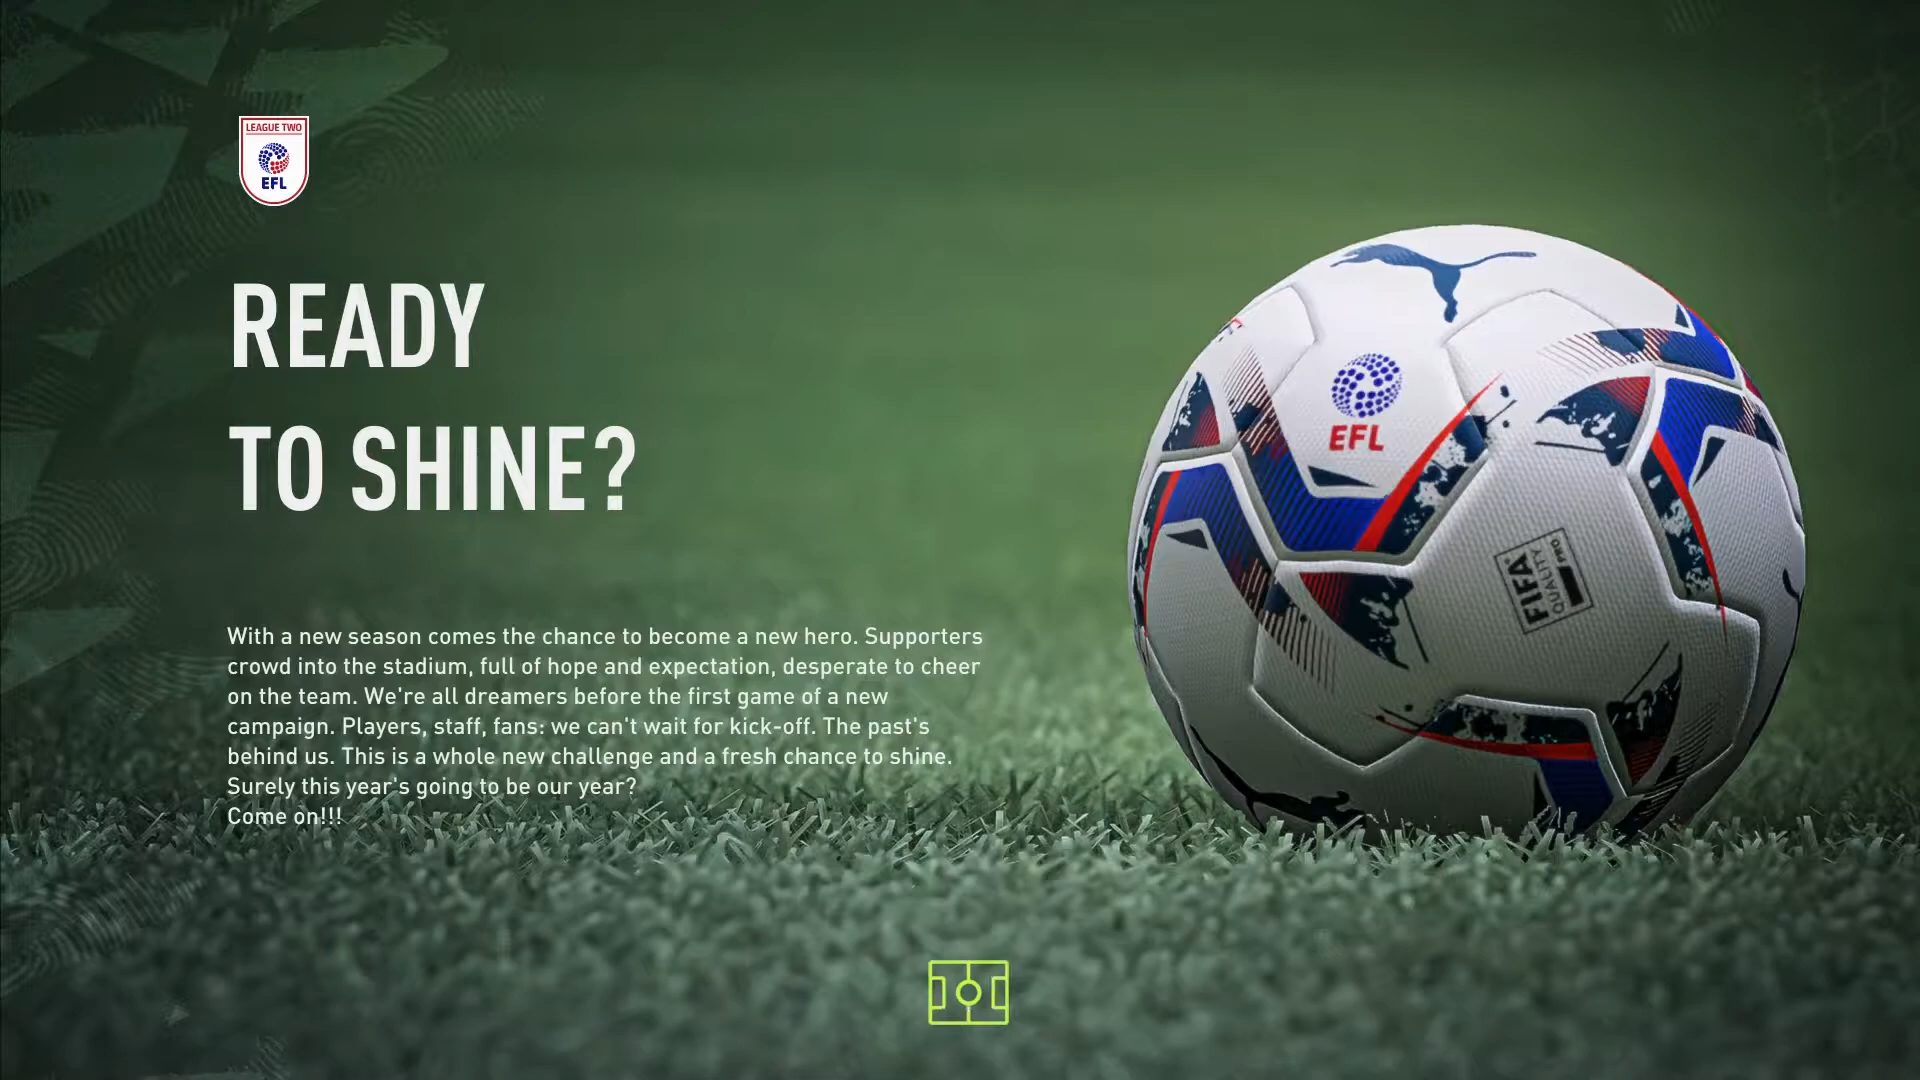 LEAGUE TWO
EFL
READY
TO SHINE?
With a new season comes the chance to become a new hero. Supporters
crowd into the stadium, full of hope and expectation, desperate to cheer
on the team. We're all dreamers before the first game of a new
campaign. Players, staff, fans: we can't wait for kick-off. The past's
behind us. This is a whole new challenge and a fresh chance to shine.
Surely this year's going to be our year?
Come on!!!
EFL
FIFA
QUALITY
PRO